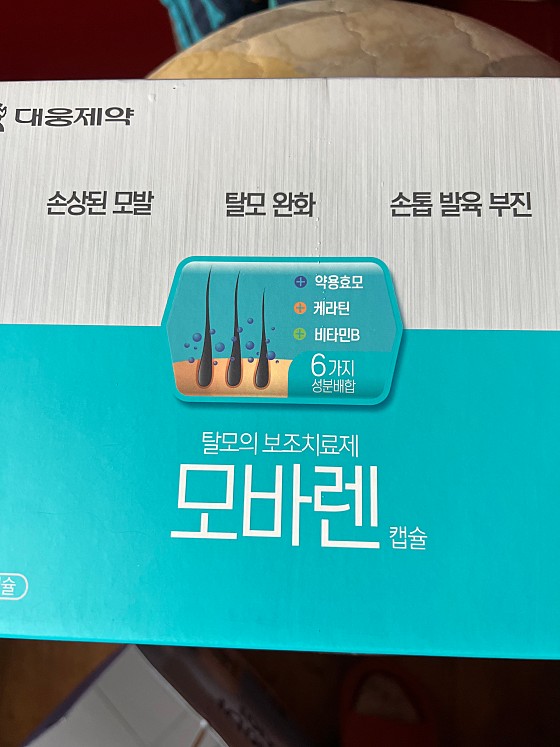 대웅제약
손상된 모발
탈모 완화
손톱 발육 부진
약용효모
케라틴
비타민B
6가지
성분배합
탈모의 보조치료제
모바렌 캡슐
슐